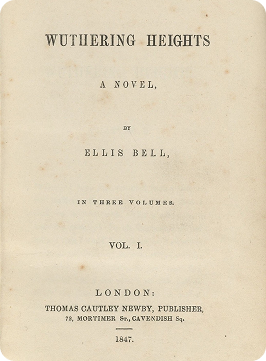 WUTHERING HEIGHTS
A NOVEL,
BY
ELLIS BELL,
IN THREE VOLUMES.
VOL. I.
LONDON:
THOMAS CAUTLEY NEWBY, PUBLISHER,
72, MORTIMER St., CAVENDISH Sq.
1847.